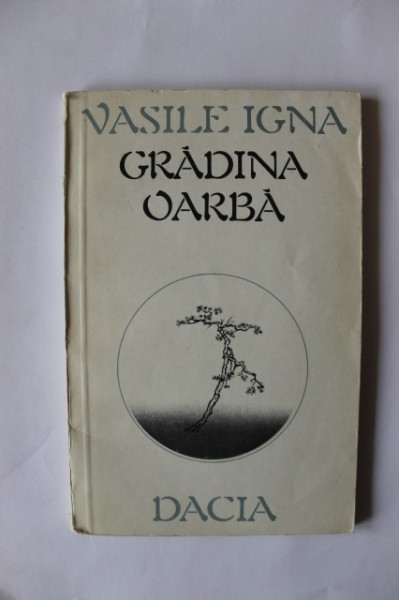 VASILE IGNA
GRĂDINA
OARBĂ
DACIA